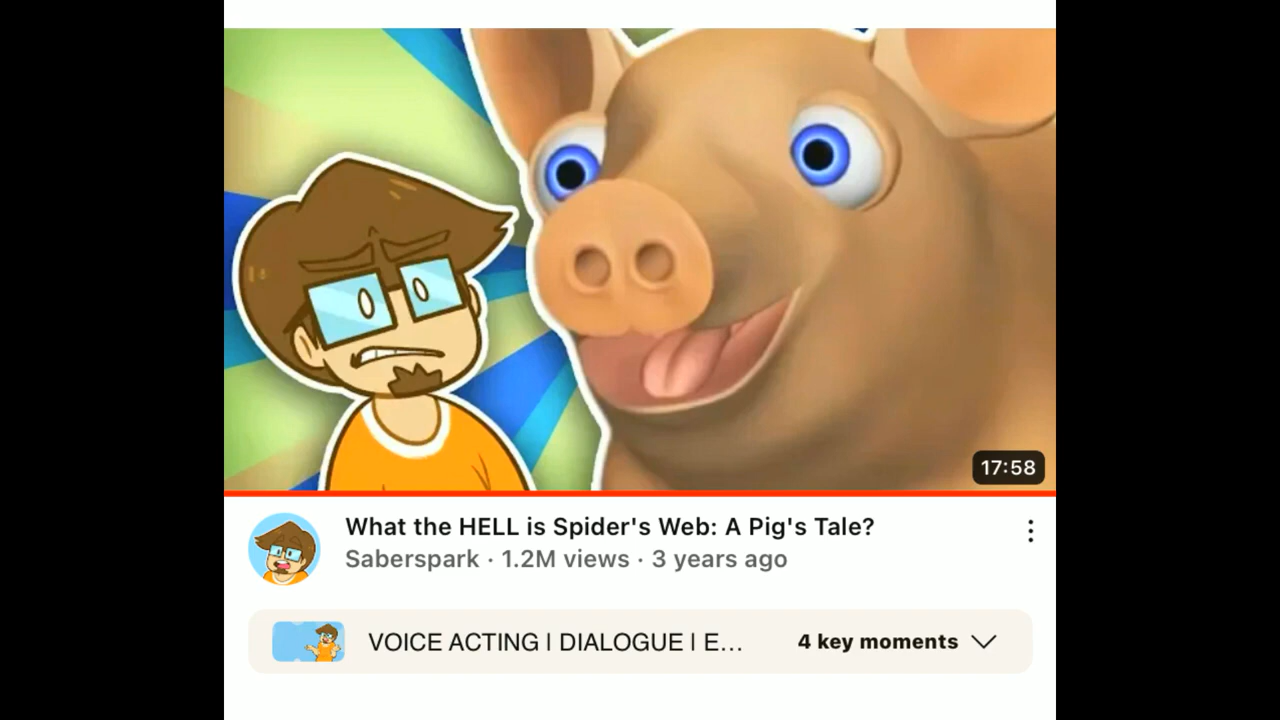 17:58
What the HELL is Spider's Web: A Pig's Tale?
Saberspark · 1.2M views · 3 years ago
VOICE ACTING | DIALOGUE | E... 4 key moments